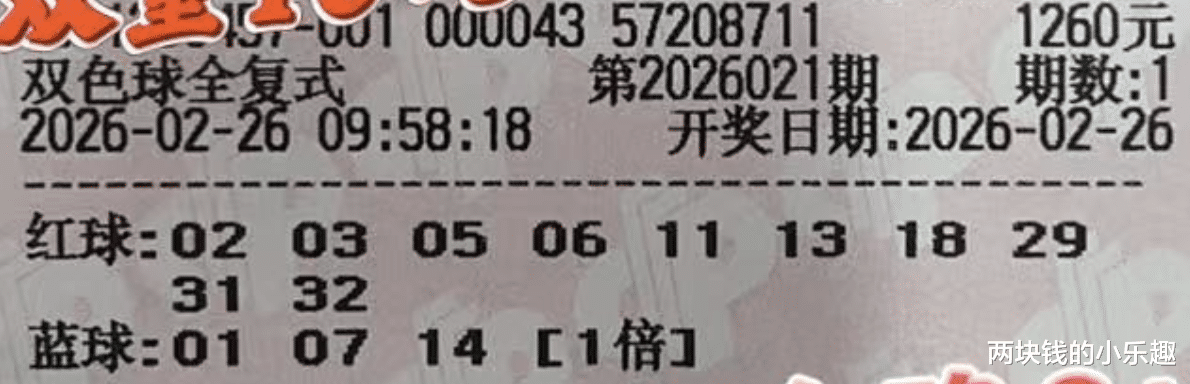 001 000043 57208711 1260元
双色球全复式 第2026021期 期数:1
2026-02-26 09:58:18 开奖日期:2026-02-26
红球:02 03 05 06 11 13 18 29
31 32
蓝球:01 07 14 [1倍]
两块钱的小乐趣